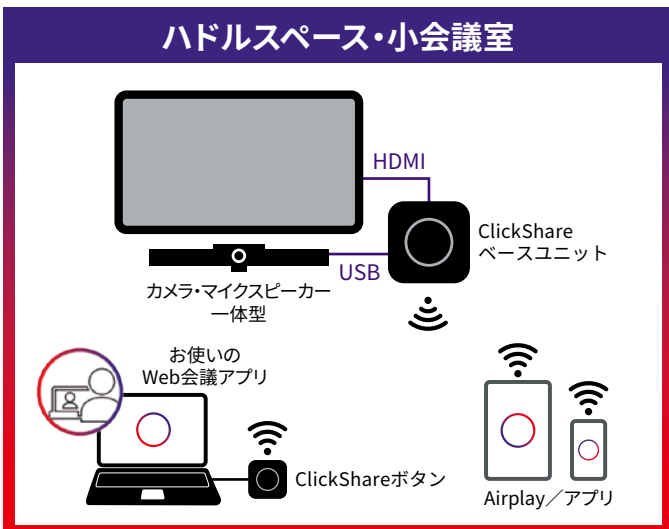 ハドルスペース・小会議室
HDMI
ClickShare
ベースユニット
USB
カメラ・マイクスピーカー
一体型
お使いの
Web会議アプリ
ClickShareボタン
Airplay／アプリ